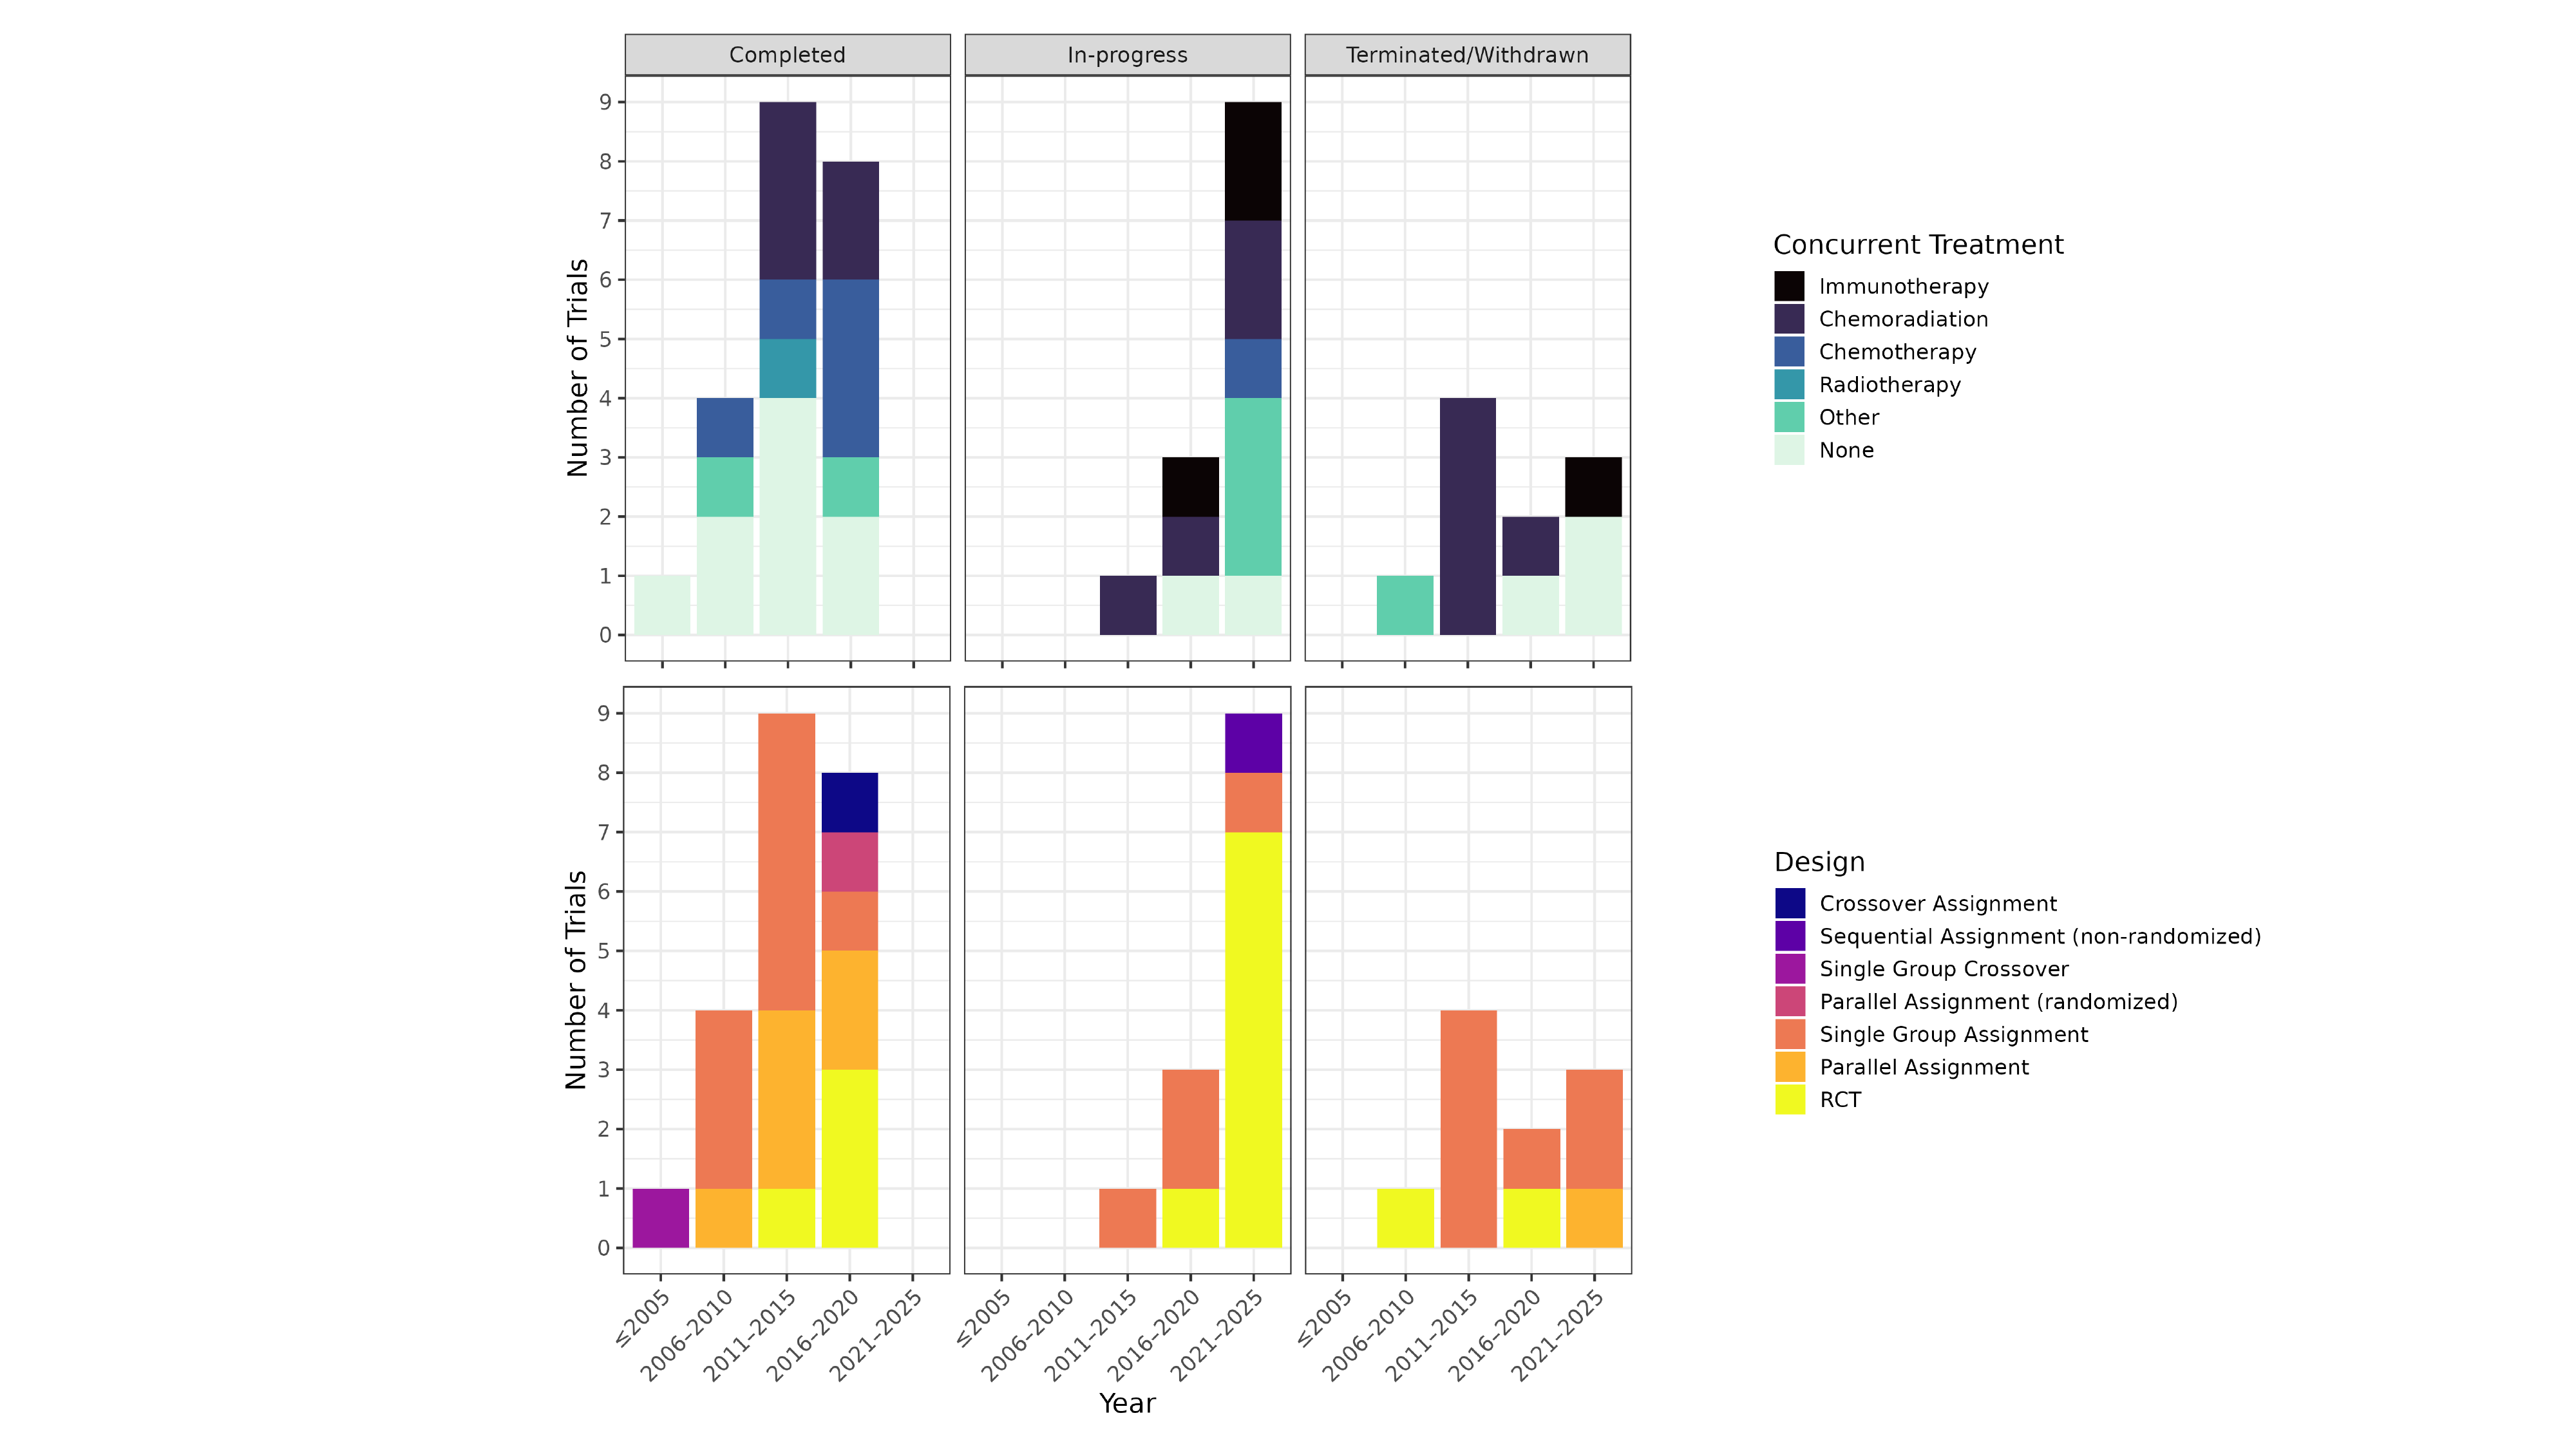 Completed
In-progress
Terminated/Withdrawn
Number of Trials
9
8
7
6
5
4
3
2
1
0
Concurrent Treatment
Immunotherapy
Chemoradiation
Chemotherapy
Radiotherapy
Other
None
Number of Trials
9
8
7
6
5
4
3
2
1
0
Design
Crossover Assignment
Sequential Assignment (non-randomized)
Single Group Crossover
Parallel Assignment (randomized)
Single Group Assignment
Parallel Assignment
RCT
≤2005
2006–2010
2011–2015
2016–2020
2021–2025
≤2005
2006–2010
2011–2015
2016–2020
2021–2025
≤2005
2006–2010
2011–2015
2016–2020
2021–2025
Year